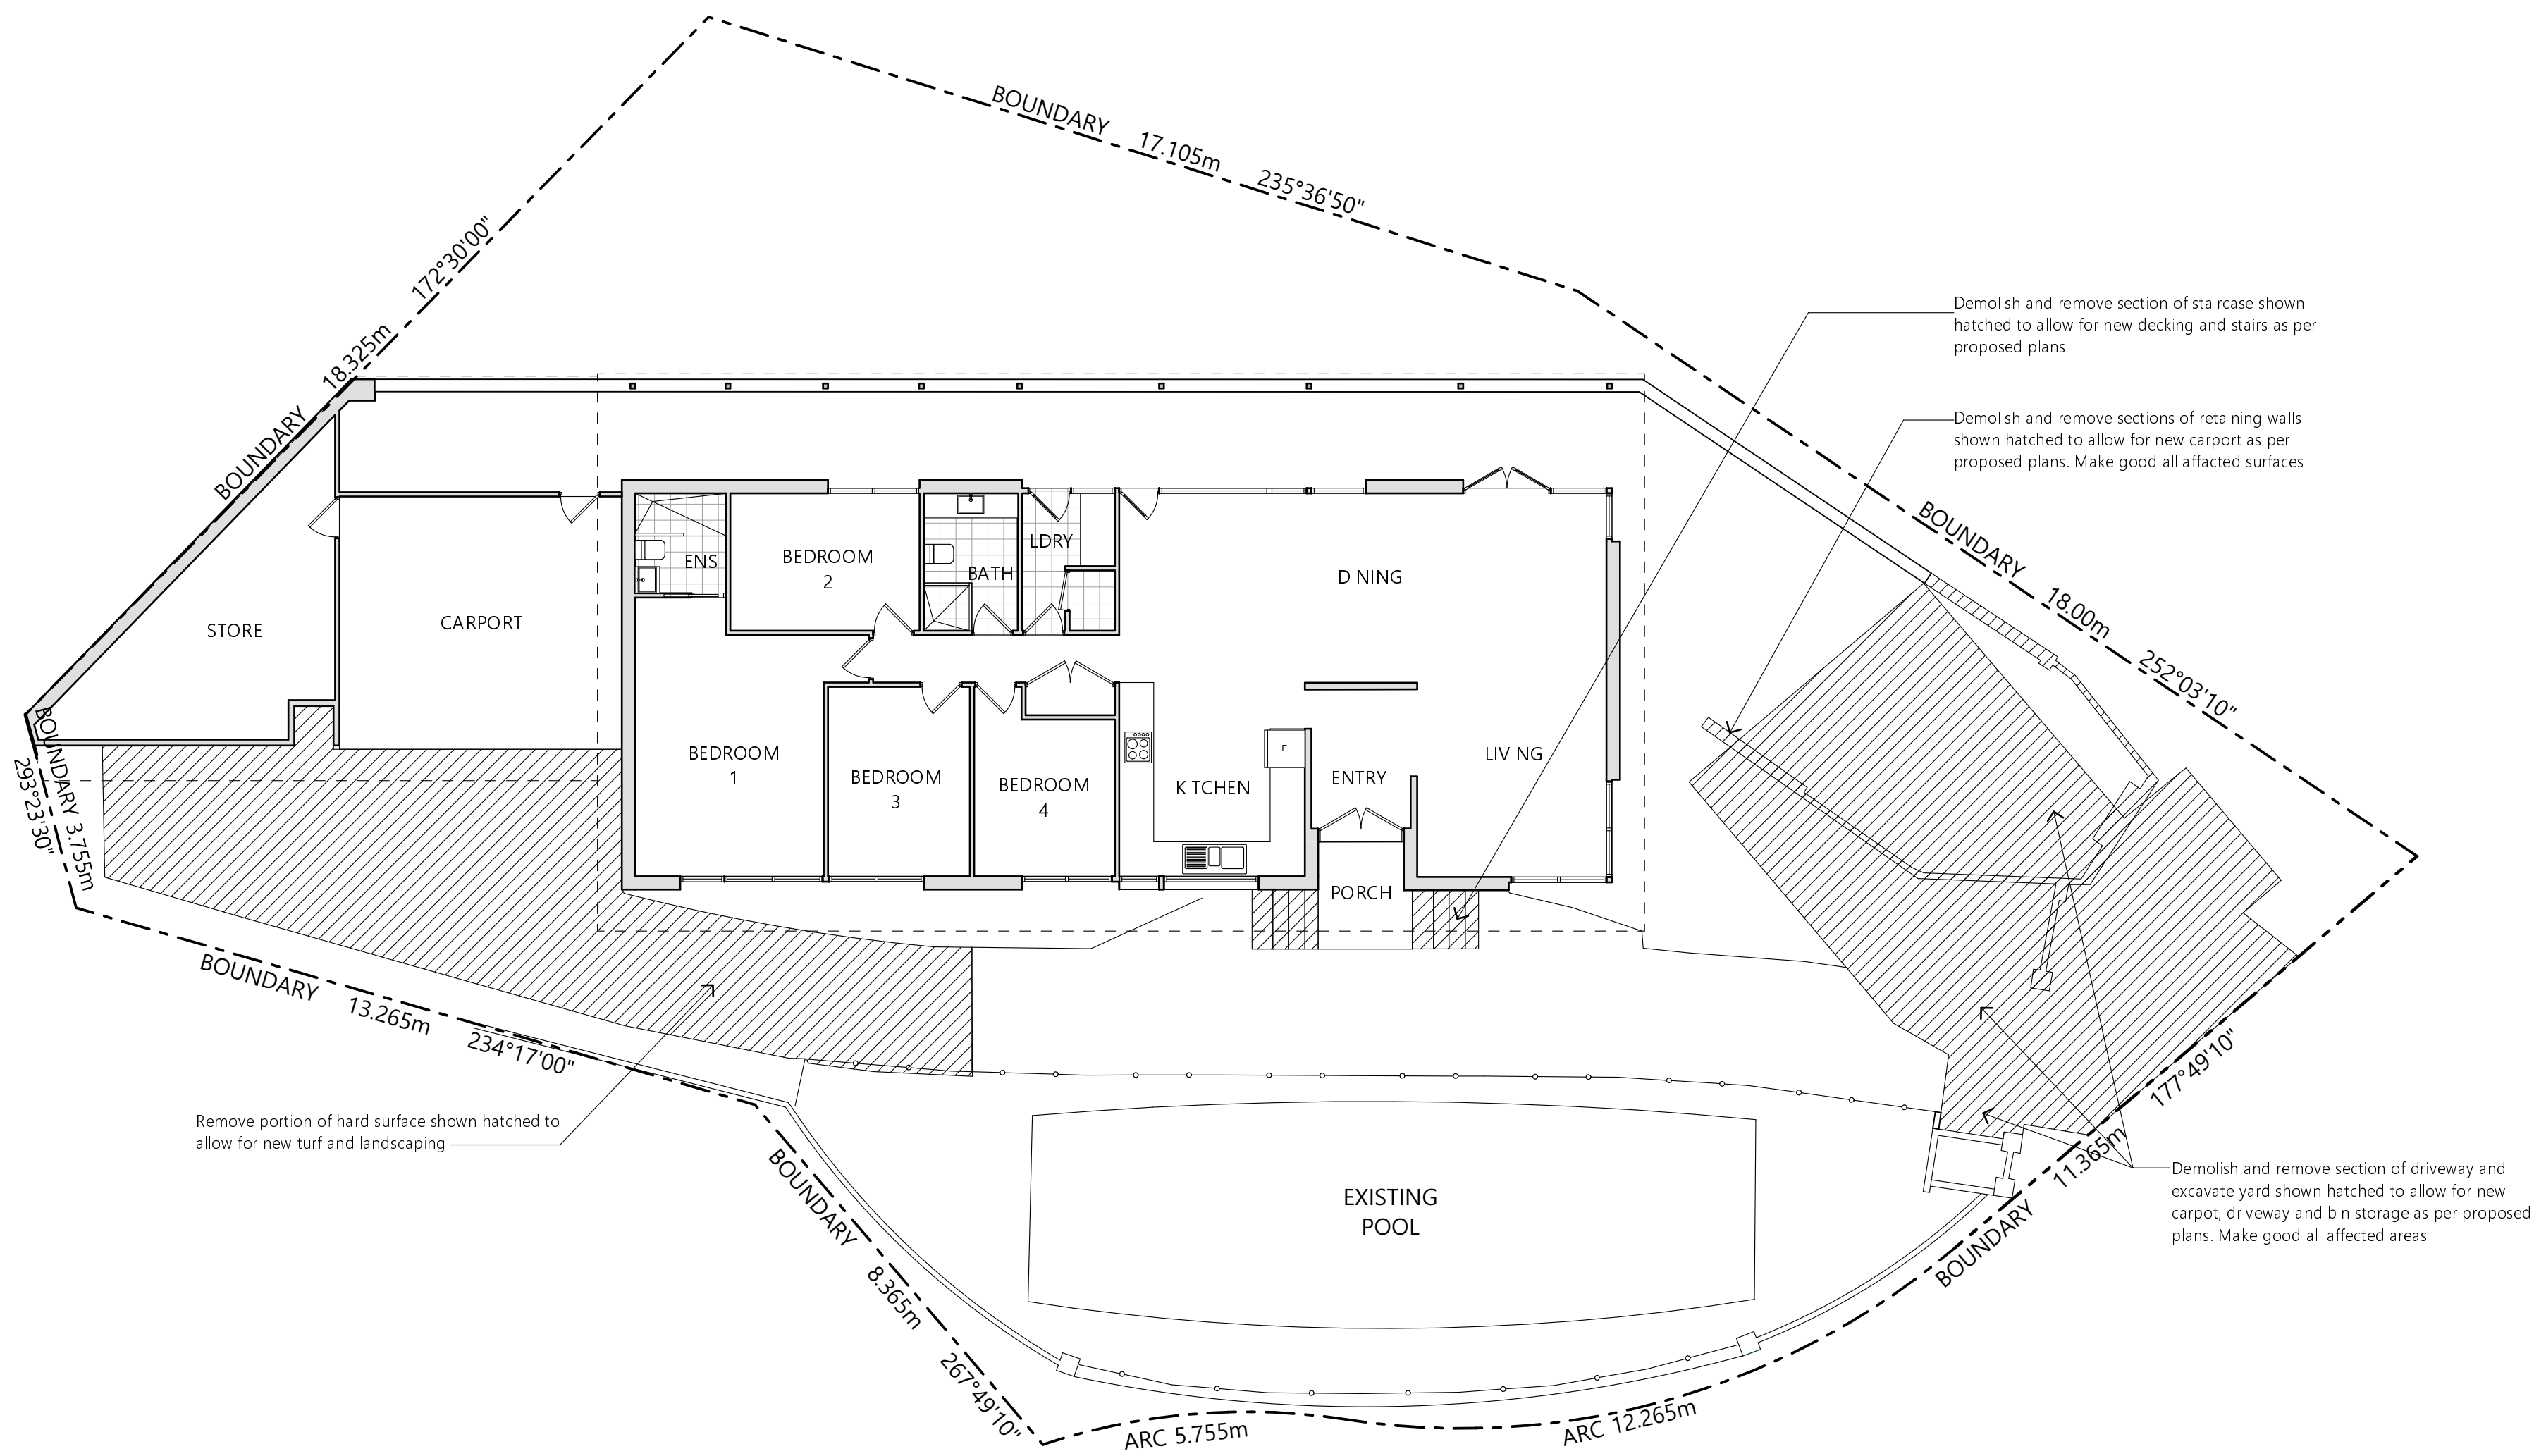 BOUNDARY 17.105m 235°36'50"
172°30'00"
18.325m
BOUNDARY
Demolish and remove section of staircase shown
hatched to allow for new decking and stairs as per
proposed plans
Demolish and remove sections of retaining walls
shown hatched to allow for new carport as per
proposed plans. Make good all affacted surfaces
BOUNDARY 18.00m 252°03'10"
STORE
CARPORT
ENS
BEDROOM
2
BATH
LDRY
DINING
BEDROOM
1
BEDROOM
3
BEDROOM
4
KITCHEN
F
ENTRY
LIVING
PORCH
BOUNDARY 3.755m
293°23'30"
BOUNDARY 13.265m 234°17'00"
Remove portion of hard surface shown hatched to
allow for new turf and landscaping
BOUNDARY 8.365m 267°49'10"
EXISTING
POOL
177°49'10"
11.365m
BOUNDARY
Demolish and remove section of driveway and
excavate yard shown hatched to allow for new
carpot, driveway and bin storage as per proposed
plans. Make good all affected areas
ARC 5.755m
ARC 12.265m